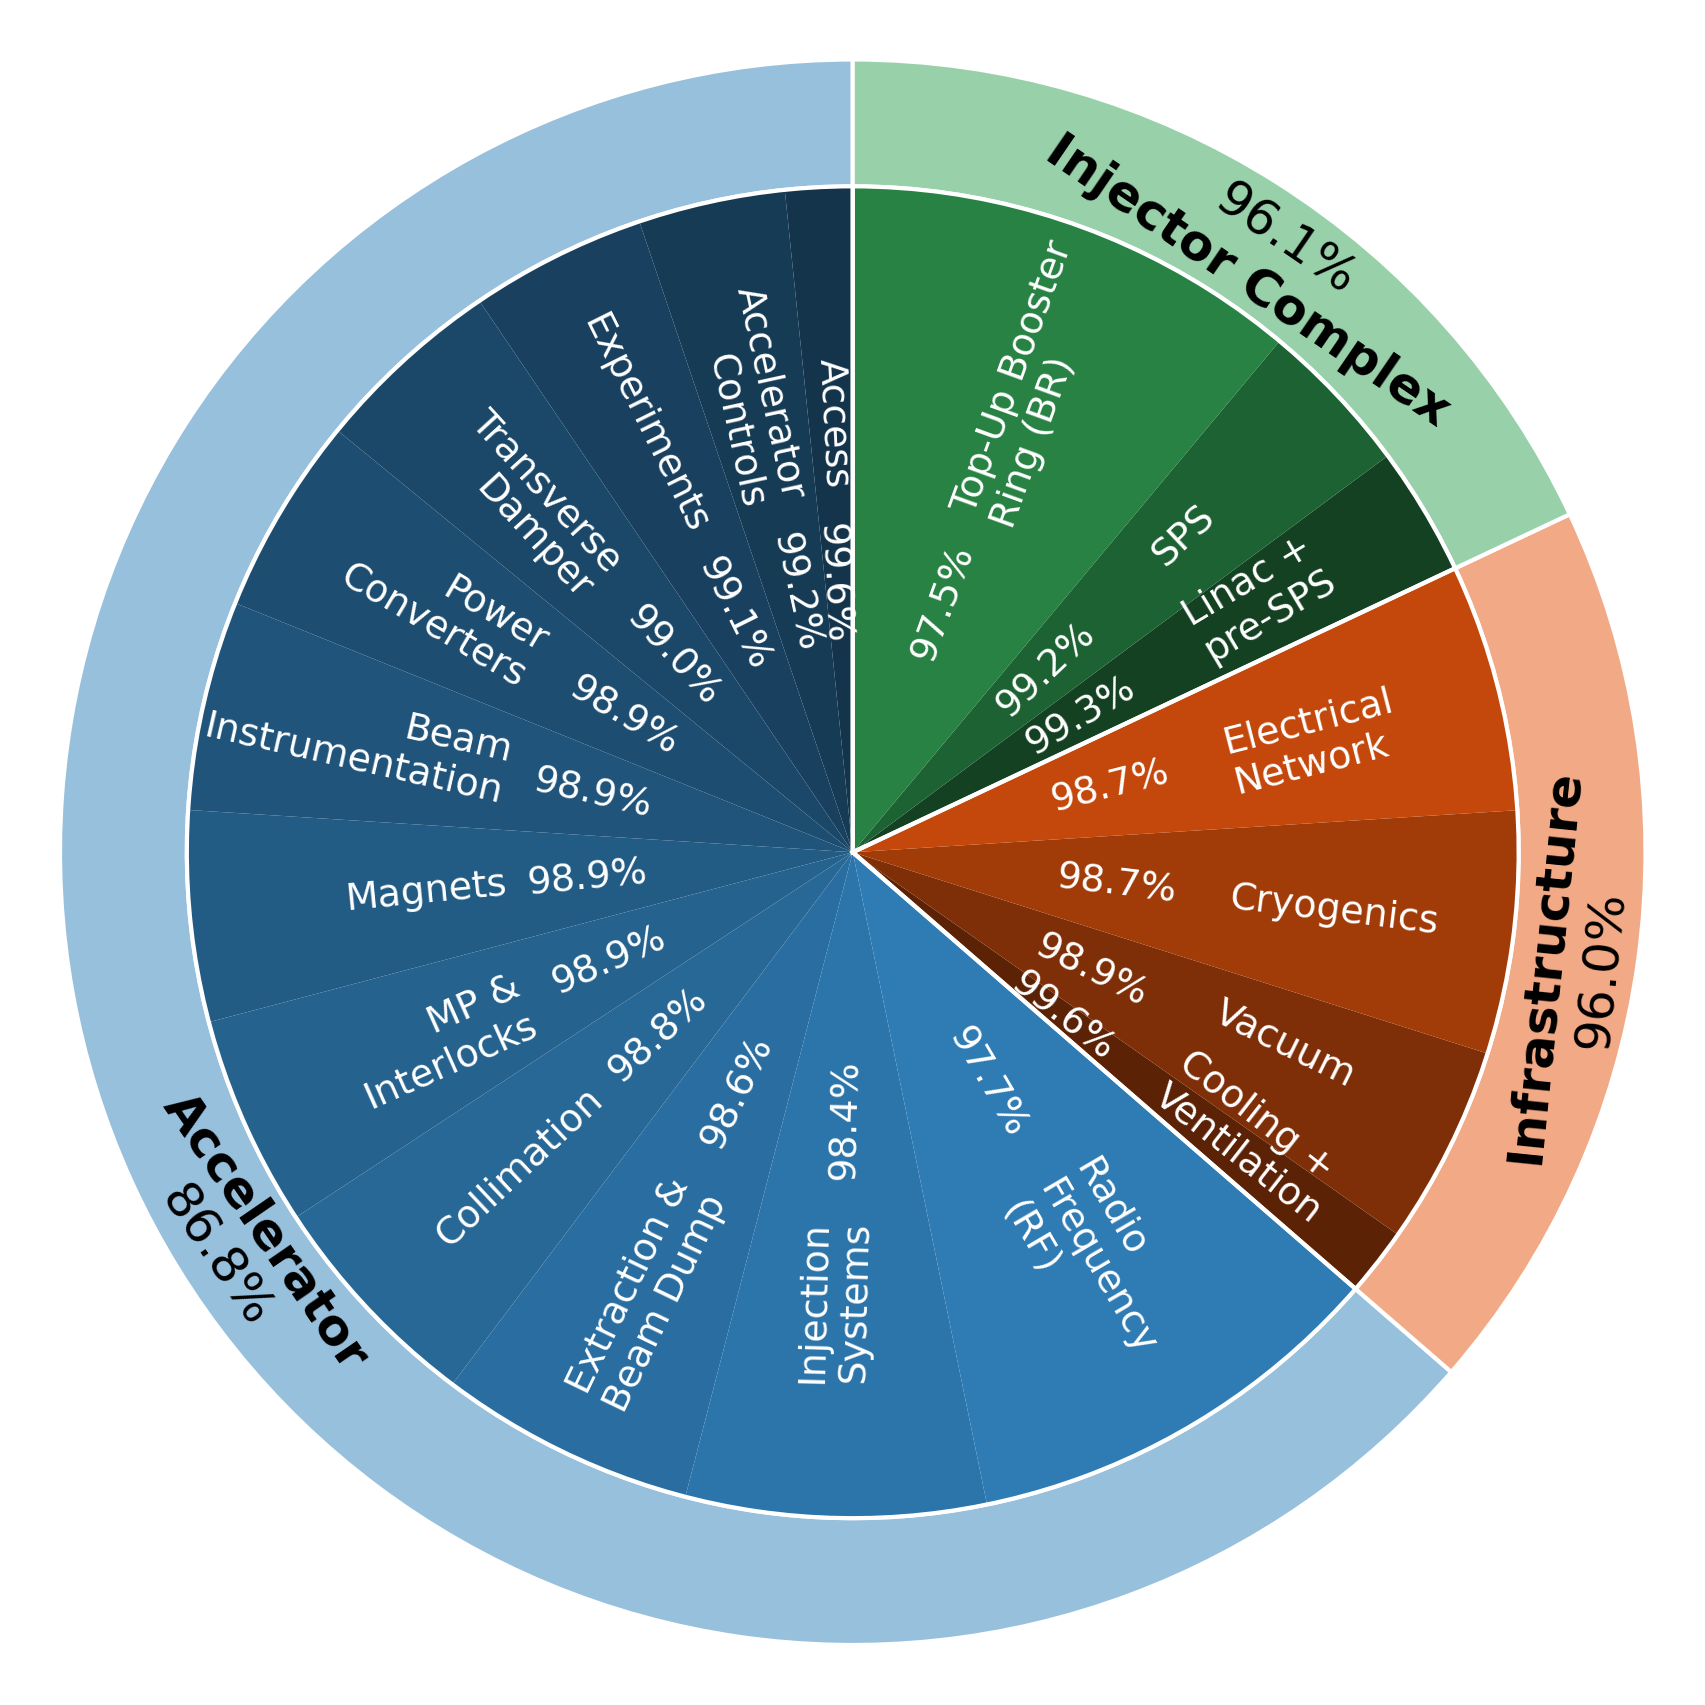 Injector Complex
96.1%
Top-Up Booster
Ring (BR)
97.5%
SPS
99.2%
Linac +
pre-SPS
99.3%
Infrastructure
96.0%
Electrical
Network
98.7%
Cryogenics
98.7%
Vacuum
98.9%
Cooling +
Ventilation
99.6%
Accelerator
86.8%
Radio
Frequency
(RF)
97.7%
Injection
Systems
98.4%
Extraction &
Beam Dump
98.6%
Collimation
98.8%
MP &
Interlocks
98.9%
Magnets
98.9%
Beam
Instrumentation
98.9%
Power
Converters
98.9%
Transverse
Damper
99.0%
Experiments
99.1%
Accelerator
Controls
99.2%
Access
99.6%